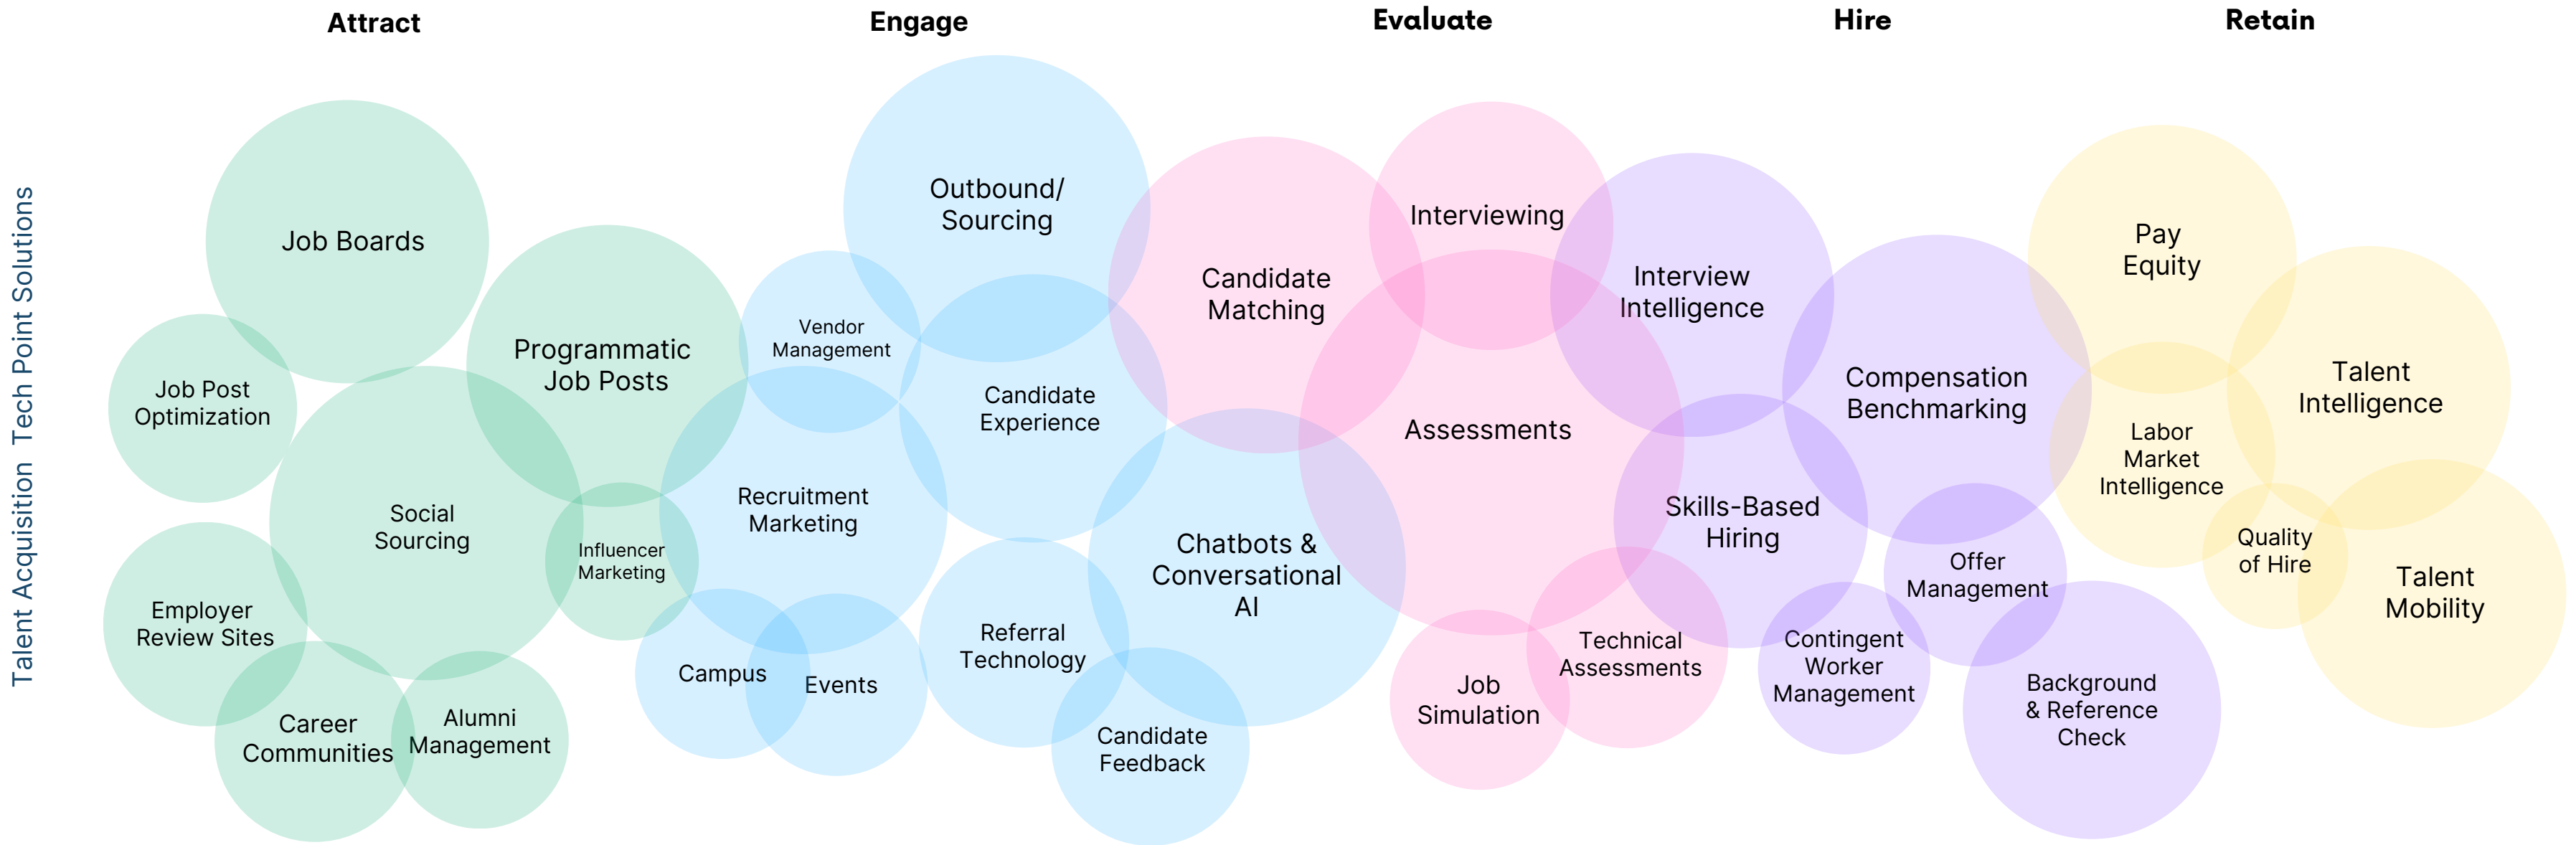 Attract
Engage
Evaluate
Hire
Retain
Talent Acquisition Tech Point Solutions
Job Boards
Programmatic
Job Posts
Job Post
Optimization
Social
Sourcing
Influencer
Marketing
Employer
Review Sites
Career
Communities
Alumni
Management
Outbound/
Sourcing
Vendor
Management
Candidate
Experience
Recruitment
Marketing
Chatbots &
Conversational
AI
Referral
Technology
Campus
Events
Candidate
Feedback
Candidate
Matching
Interviewing
Assessments
Technical
Assessments
Job
Simulation
Interview
Intelligence
Compensation
Benchmarking
Skills-Based
Hiring
Offer
Management
Contingent
Worker
Management
Background
& Reference
Check
Pay
Equity
Talent
Intelligence
Labor
Market
Intelligence
Quality
of Hire
Talent
Mobility